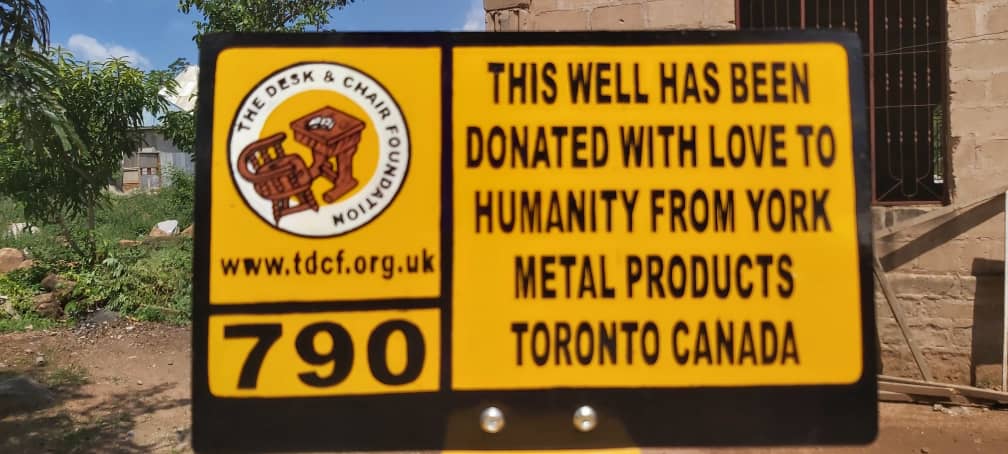 THE DESK & CHAIR FOUNDATION
www.tdcf.org.uk
790
THIS WELL HAS BEEN
DONATED WITH LOVE TO
HUMANITY FROM YORK
METAL PRODUCTS
TORONTO CANADA